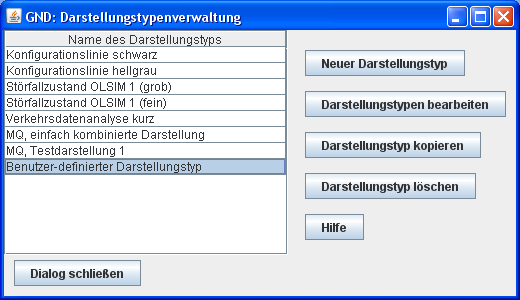 GND: Darstellungstypenverwaltung
Name des Darstellungstyps
Konfigurationslinie schwarz
Konfigurationslinie hellgrau
Störfallzustand OLSIM 1 (grob)
Störfallzustand OLSIM 1 (fein)
Verkehrsdatenanalyse kurz
MQ, einfach kombinierte Darstellung
MQ, Testdarstellung 1
Benutzer-definierter Darstellungstyp
Neuer Darstellungstyp
Darstellungstypen bearbeiten
Darstellungstyp kopieren
Darstellungstyp löschen
Hilfe
Dialog schließen